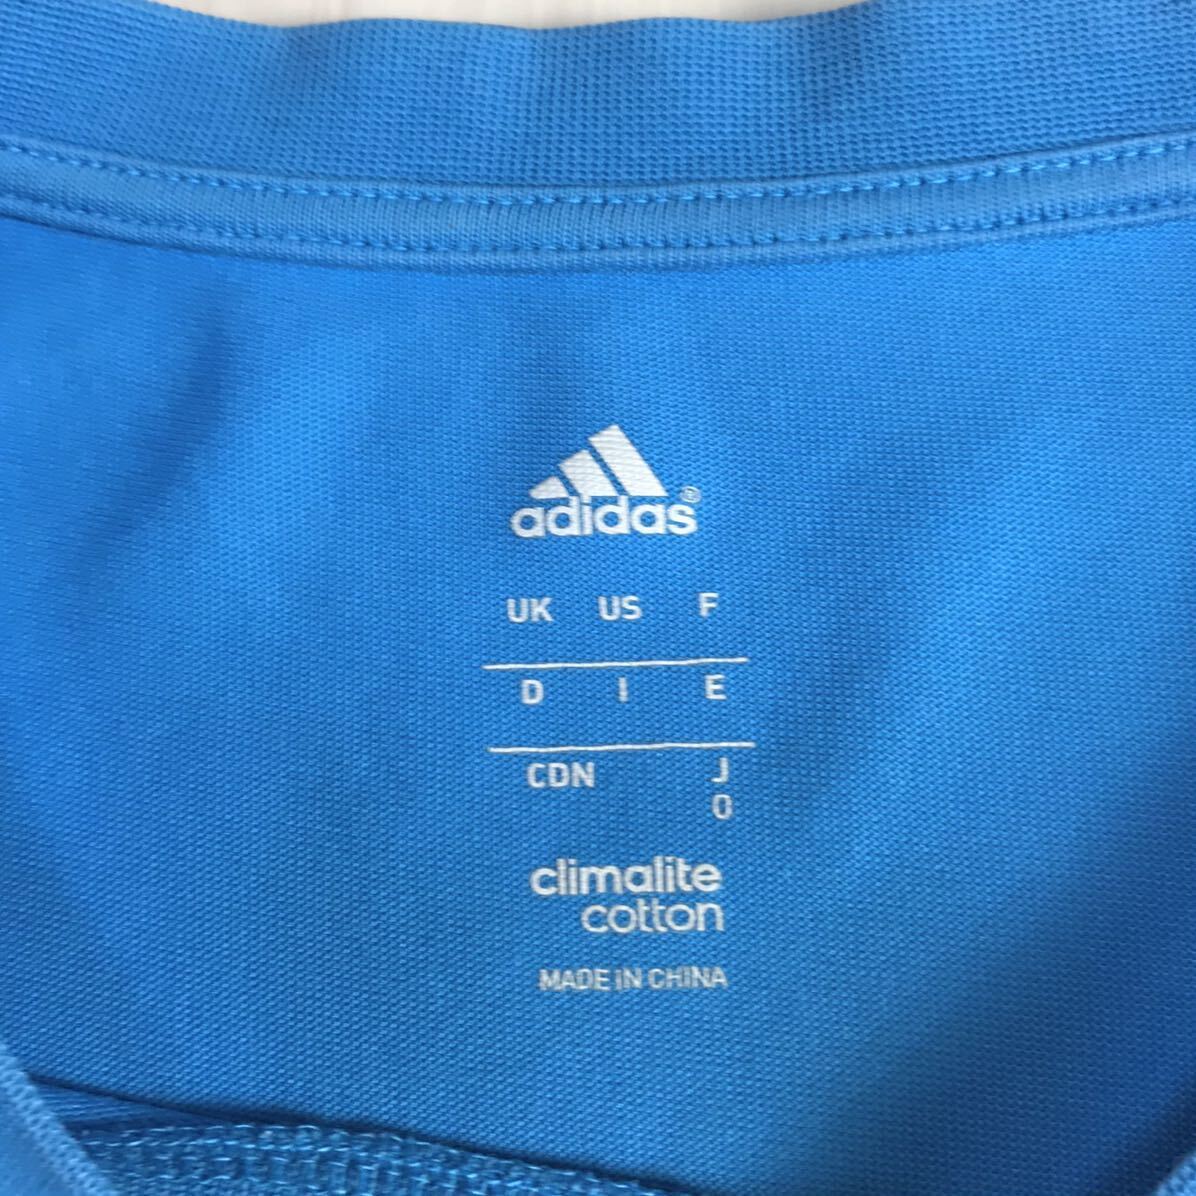 adidas®
UK US F
D I E
CDN J
O
climalite
cotton
MADE IN CHINA